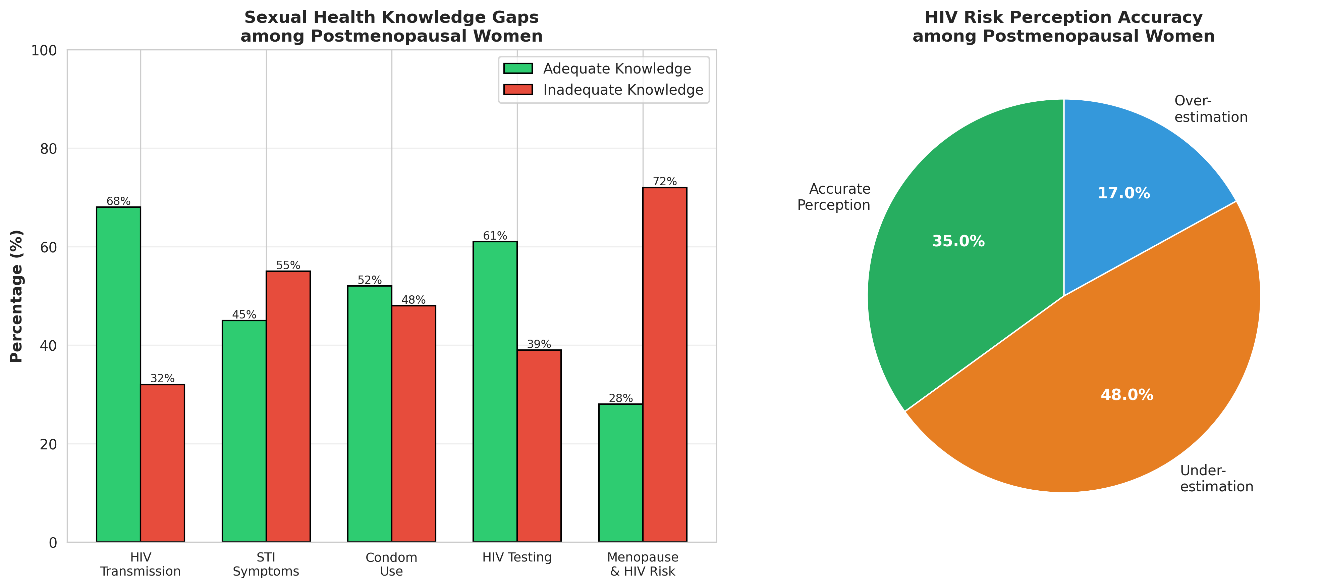 Sexual Health Knowledge Gaps
among Postmenopausal Women
Percentage (%)
100
80
60
40
20
0
Adequate Knowledge
Inadequate Knowledge
68%
32%
45%
55%
52%
48%
61%
39%
28%
72%
HIV
Transmission
STI
Symptoms
Condom
Use
HIV Testing
Menopause
& HIV Risk
HIV Risk Perception Accuracy
among Postmenopausal Women
Over-
estimation
17.0%
Accurate
Perception
35.0%
48.0%
Under-
estimation